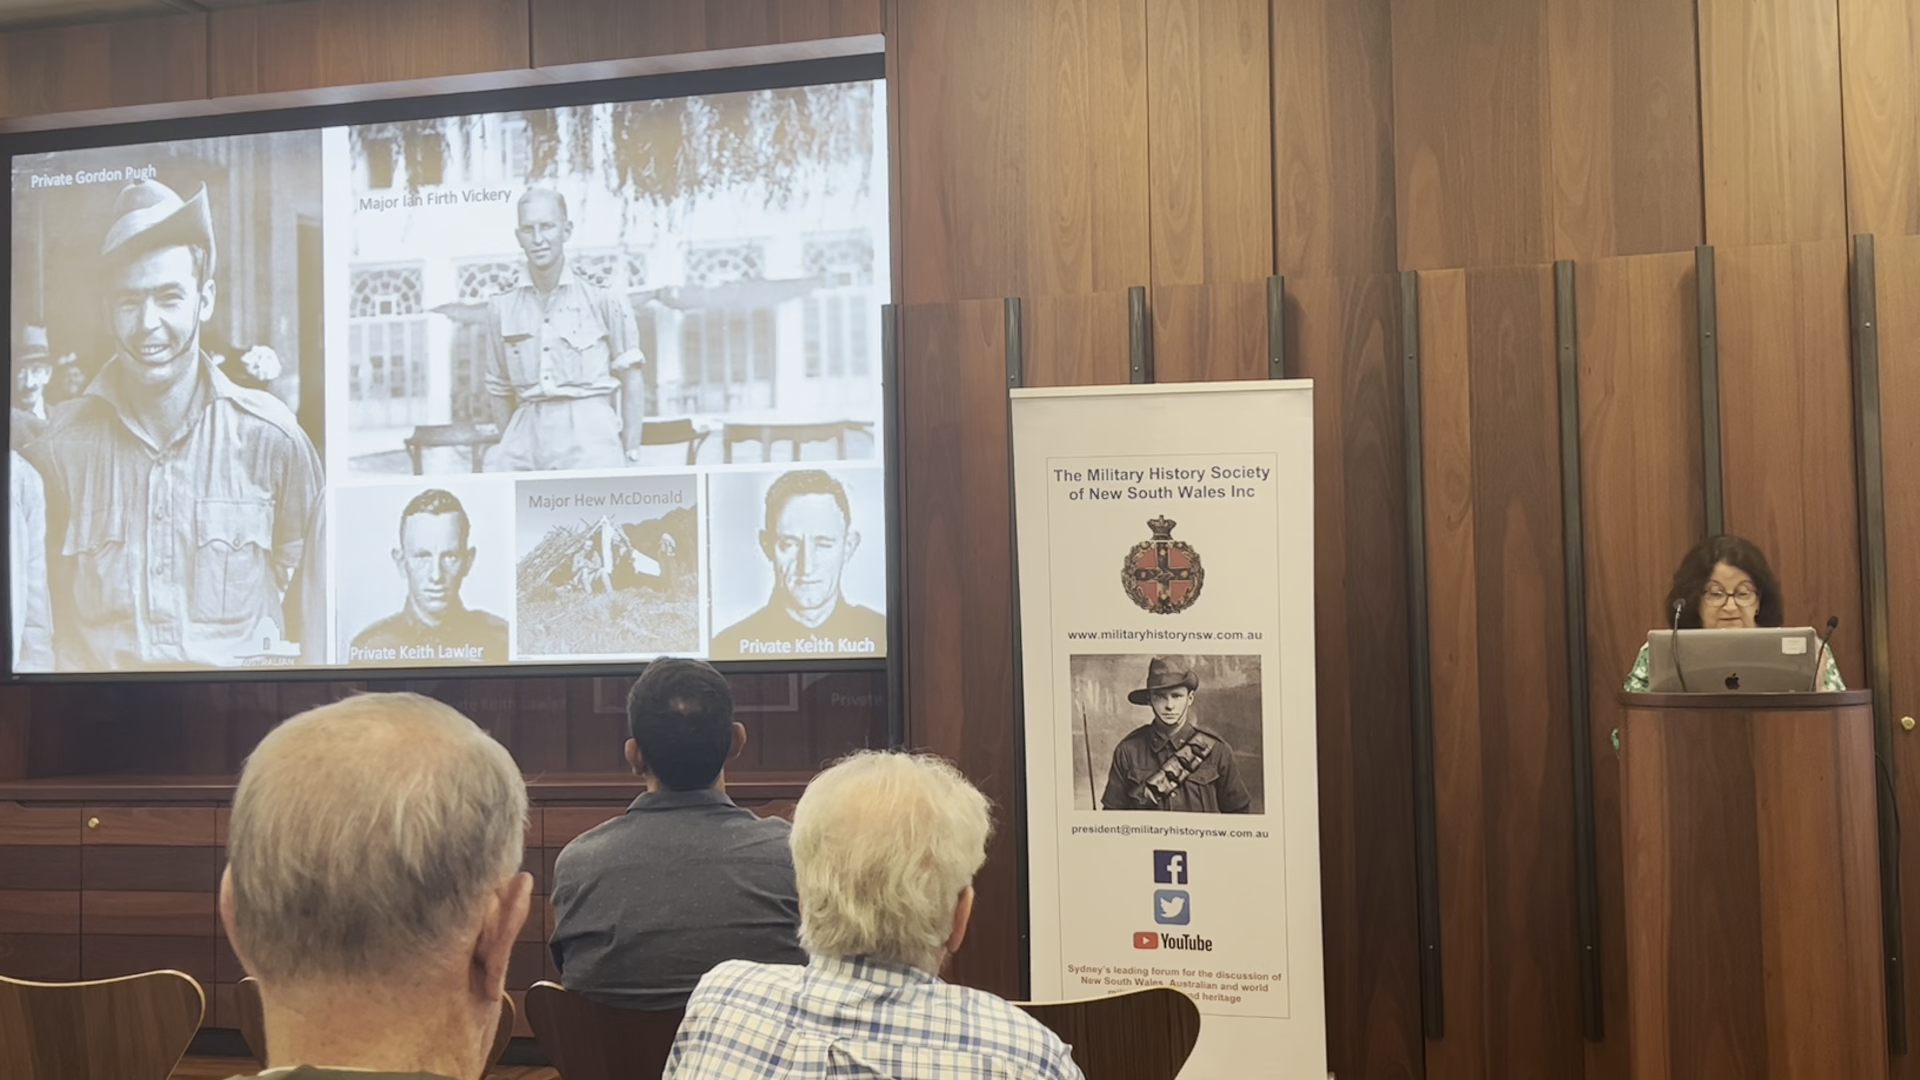 Private Gordon Pugh
Major Ian Firth Vickery
Major Hew McDonald
Private Keith Lawler
Private Keith Kuch
AUSTRALIAN
The Military History Society
of New South Wales Inc
www.militaryhistorynsw.com.au
president@militaryhistorynsw.com.au
YouTube
Sydney's leading forum for the discussion of
New South Wales, Australian and world
heritage